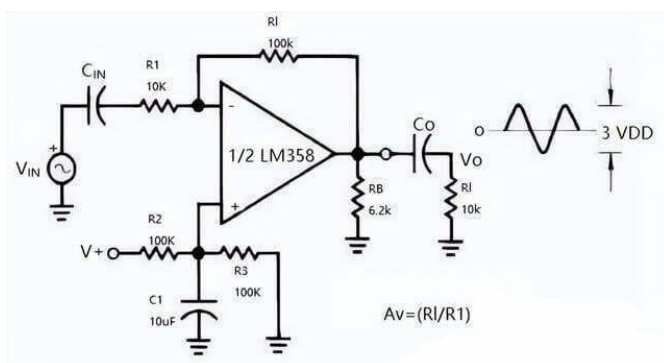 Rl
100k
CIN
R1
10K
VIN
+
-
1/2 LM358
+
Co
Vo
o
3 VDD
RB
6.2k
Rl
10k
R2
100K
V+
R3
100K
C1
10uF
Av=(Rl/R1)